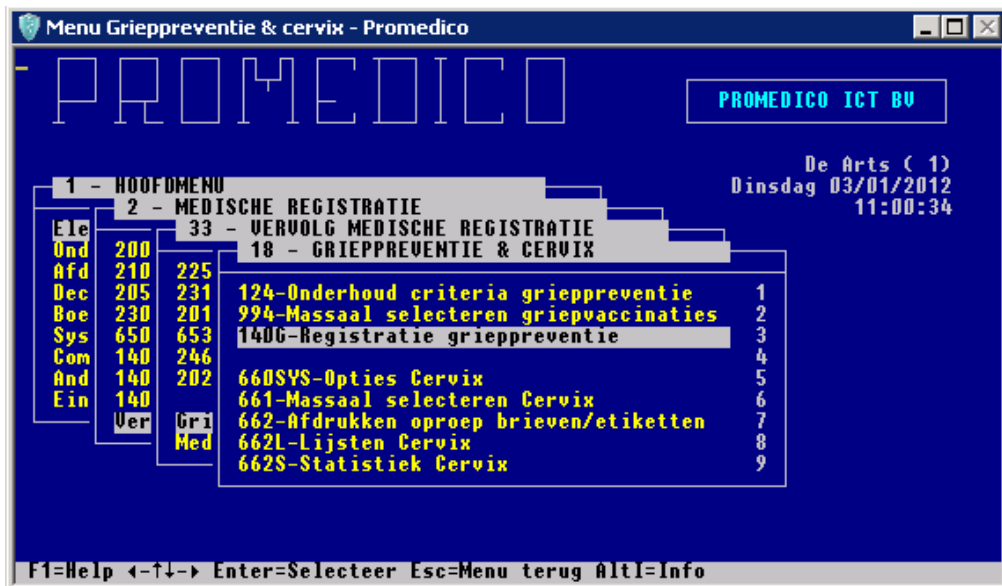 Menu Grieppreventie & cervix - Promedico
PROMEDICO
PROMEDICO ICT BV
De Arts ( 1)
Dinsdag 03/01/2012
11:00:34
1 - HOOFDMENU
2 - MEDISCHE REGISTRATIE
33 - VERVOLG MEDISCHE REGISTRATIE
18 - GRIEPPREVENTIE & CERVIX
Ele
Ond 200
Afd 210 225
Dec 205 231 124-Onderhoud criteria grieppreventie 1
Boe 230 201 994-Massaal selecteren griepvaccinaties 2
Sys 650 653 140G-Registratie grieppreventie 3
Com 140 246 4
And 140 202 660SYS-Opties Cervix 5
Ein 140 661-Massaal selecteren Cervix 6
Ver Gri 662-Afdrukken oproep brieven/etiketten 7
Med 662L-Lijsten Cervix 8
662S-Statistiek Cervix 9
F1=Help ◂-↑↓-▸ Enter=Selecteer Esc=Menu terug AltI=Info